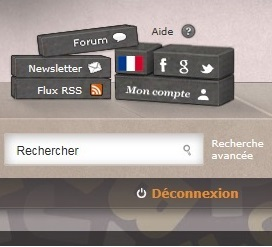 Forum
Aide ?
Newsletter
f g
Flux RSS
Mon compte
Rechercher
Recherche
avancée
Déconnexion